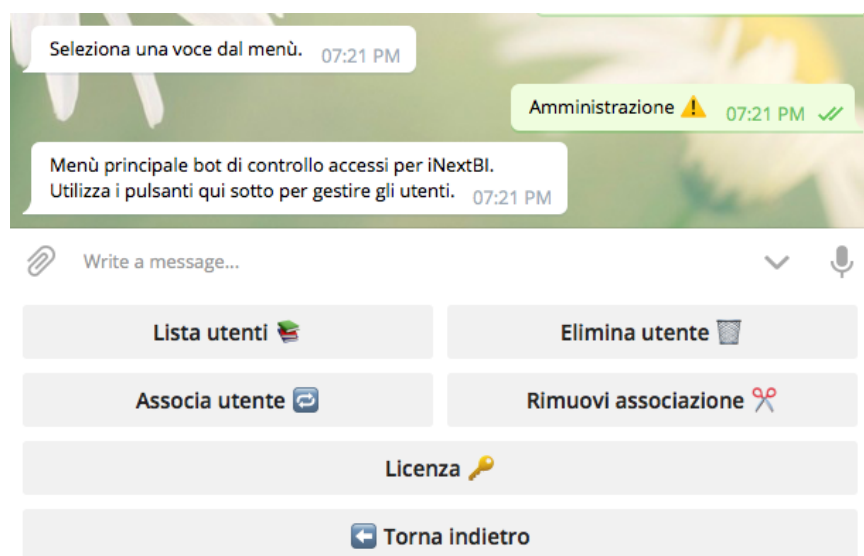 Seleziona una voce dal menù. 07:21 PM
Amministrazione ⚠️ 07:21 PM
Menù principale bot di controllo accessi per iNextBI.
Utilizza i pulsanti qui sotto per gestire gli utenti. 07:21 PM
Write a message...
Lista utenti 📚
Elimina utente 🗑️
Associa utente 🔁
Rimuovi associazione ✂️
Licenza 🔑
⬅️ Torna indietro